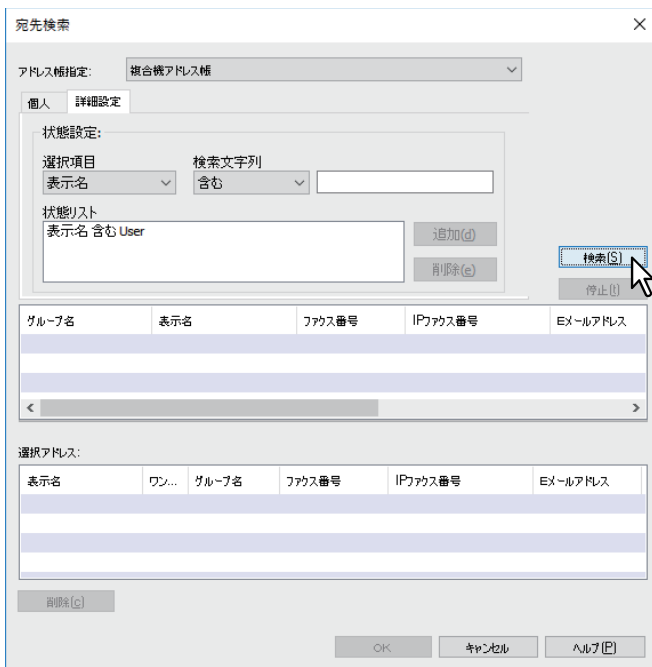 宛先検索
アドレス帳指定: 複合機アドレス帳
個人 詳細設定
状態設定:
選択項目 検索文字列
表示名 含む
状態リスト
表示名 含む User
追加(d)
検索(S)
削除(e)
停止(t)
グループ名 表示名 ファクス番号 IPファクス番号 Eメールアドレス
選択アドレス:
表示名 ワン... グループ名 ファクス番号 IPファクス番号 Eメールアドレス
削除(c)
OK キャンセル ヘルプ(P)